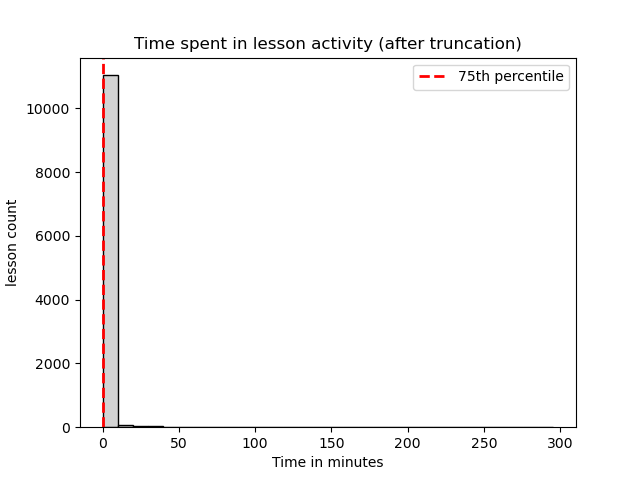 Time spent in lesson activity (after truncation)
75th percentile
10000
8000
6000
4000
2000
0
lesson count
0 50 100 150 200 250 300
Time in minutes